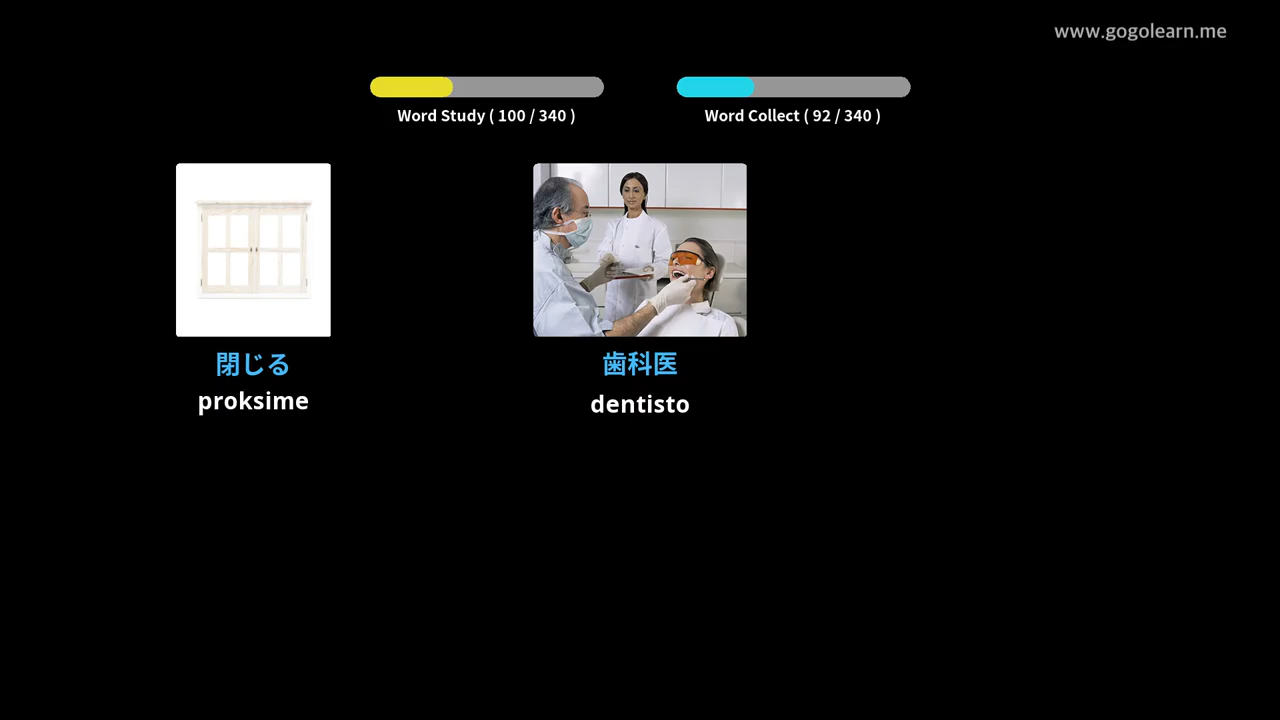 www.gogolearn.me
Word Study ( 100 / 340 )
Word Collect ( 92 / 340 )
閉じる
proksime
歯科医
dentisto